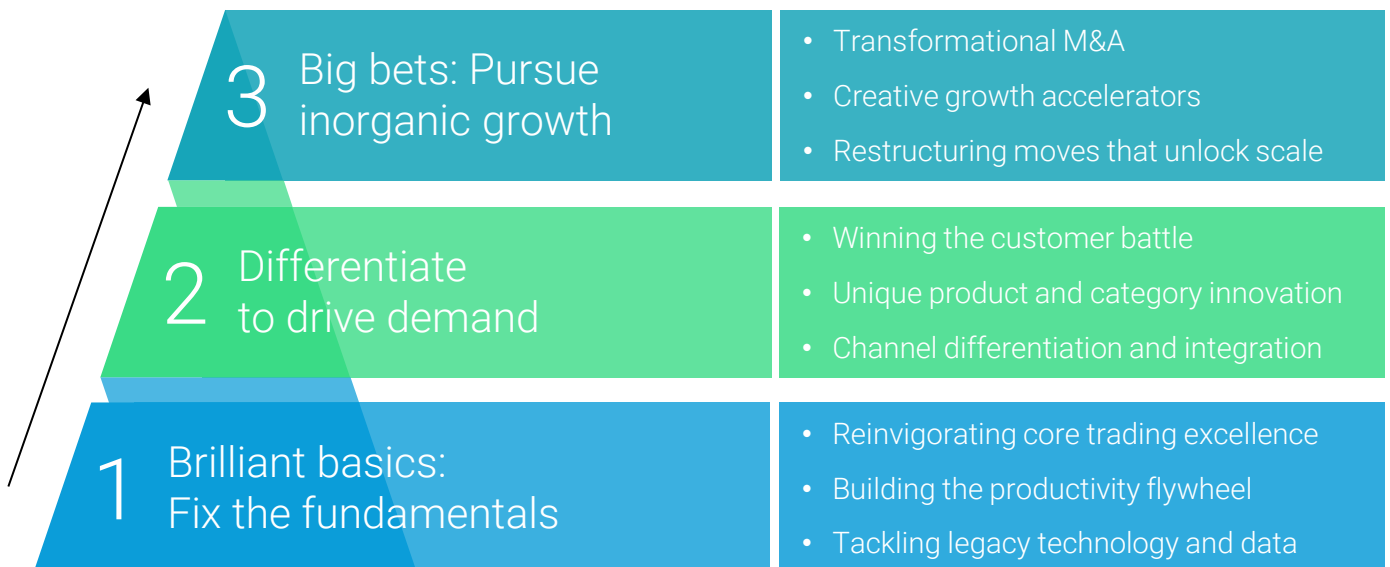 3
Big bets: Pursue
inorganic growth
• Transformational M&A
• Creative growth accelerators
• Restructuring moves that unlock scale
2
Differentiate
to drive demand
• Winning the customer battle
• Unique product and category innovation
• Channel differentiation and integration
1
Brilliant basics:
Fix the fundamentals
• Reinvigorating core trading excellence
• Building the productivity flywheel
• Tackling legacy technology and data